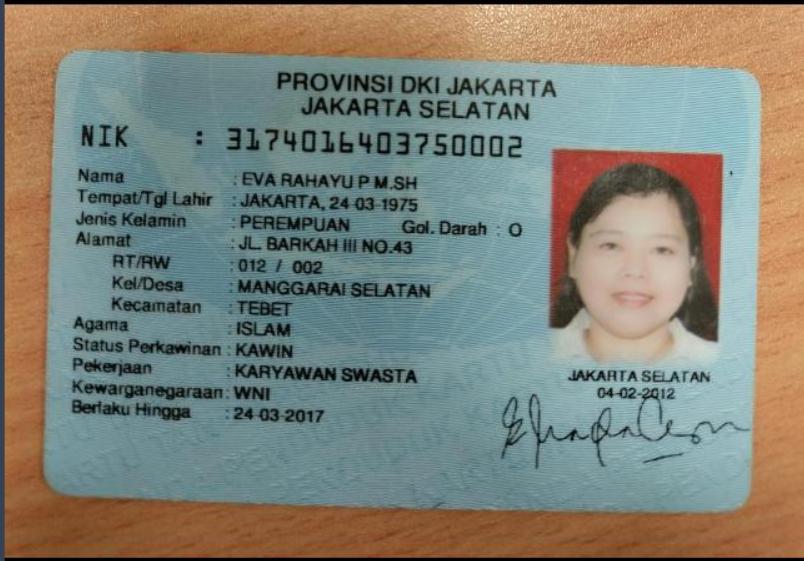 PROVINSI DKI JAKARTA
JAKARTA SELATAN
NIK : 3174016403750002
Nama : EVA RAHAYU P M.SH
Tempat/Tgl Lahir : JAKARTA, 24-03-1975
Jenis Kelamin : PEREMPUAN Gol. Darah : O
Alamat : JL. BARKAH III NO.43
RT/RW : 012 / 002
Kel/Desa : MANGGARAI SELATAN
Kecamatan : TEBET
Agama : ISLAM
Status Perkawinan : KAWIN
Pekerjaan : KARYAWAN SWASTA
Kewarganegaraan : WNI
Berlaku Hingga : 24-03-2017
JAKARTA SELATAN
04-02-2012